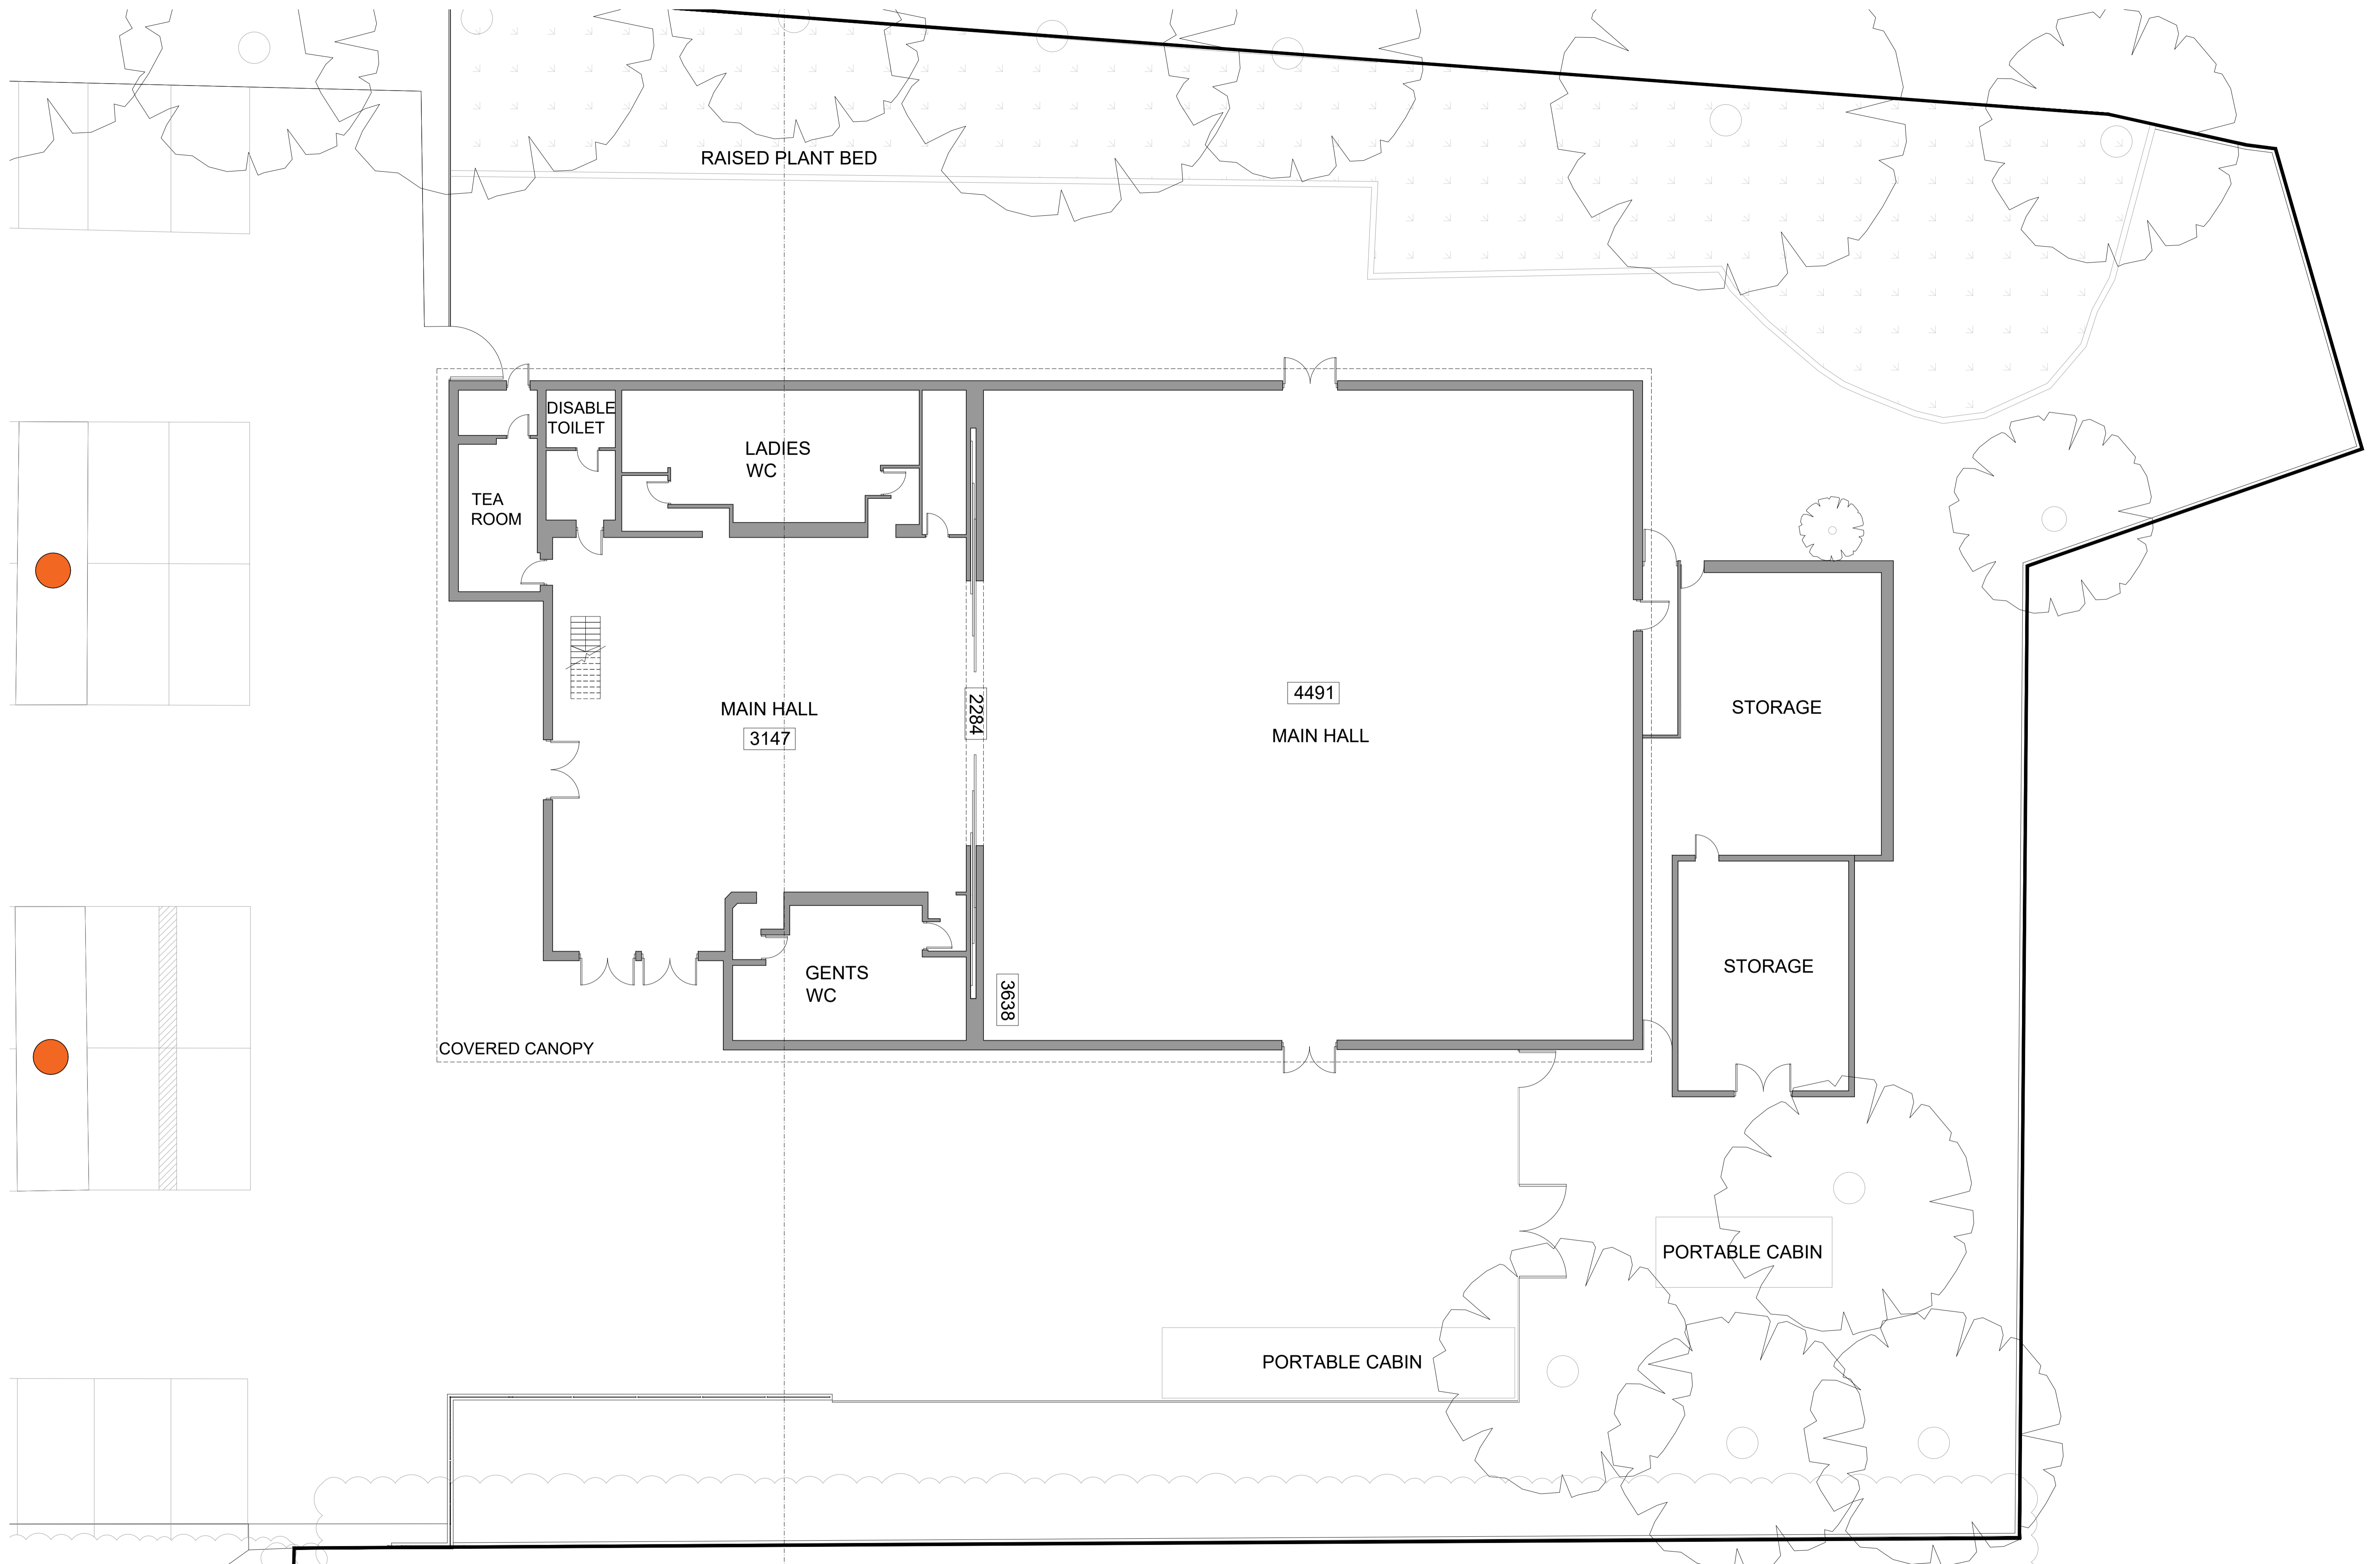 RAISED PLANT BED
DISABLE
TOILET
LADIES
WC
TEA
ROOM
MAIN HALL
3147
2284
4491
MAIN HALL
STORAGE
STORAGE
GENTS
WC
3638
COVERED CANOPY
PORTABLE CABIN
PORTABLE CABIN